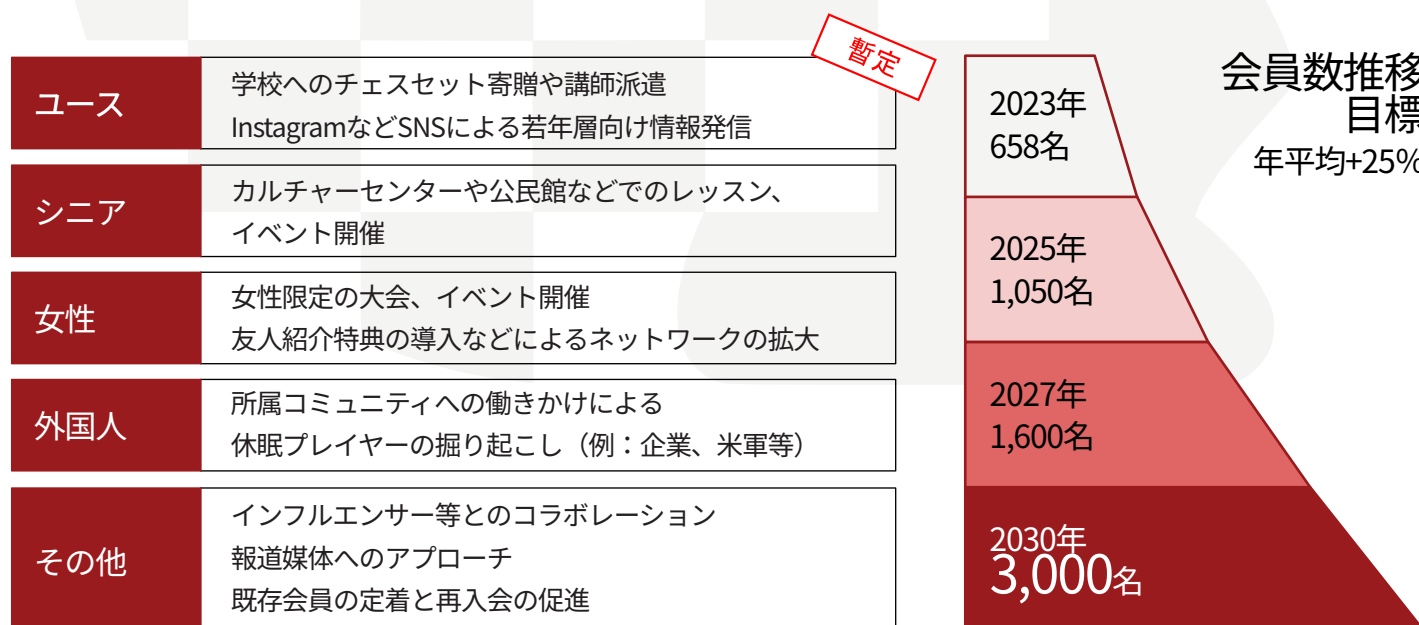 暫定
ユース
学校へのチェスセット寄贈や講師派遣
InstagramなどSNSによる若年層向け情報発信
シニア
カルチャーセンターや公民館などでのレッスン、
イベント開催
女性
女性限定の大会、イベント開催
友人紹介特典の導入などによるネットワークの拡大
外国人
所属コミュニティへの働きかけによる
休眠プレイヤーの掘り起こし（例：企業、米軍等）
その他
インフルエンサー等とのコラボレーション
報道媒体へのアプローチ
既存会員の定着と再入会の促進
会員数推移
目標
年平均+25%
2023年
658名
2025年
1,050名
2027年
1,600名
2030年
3,000名